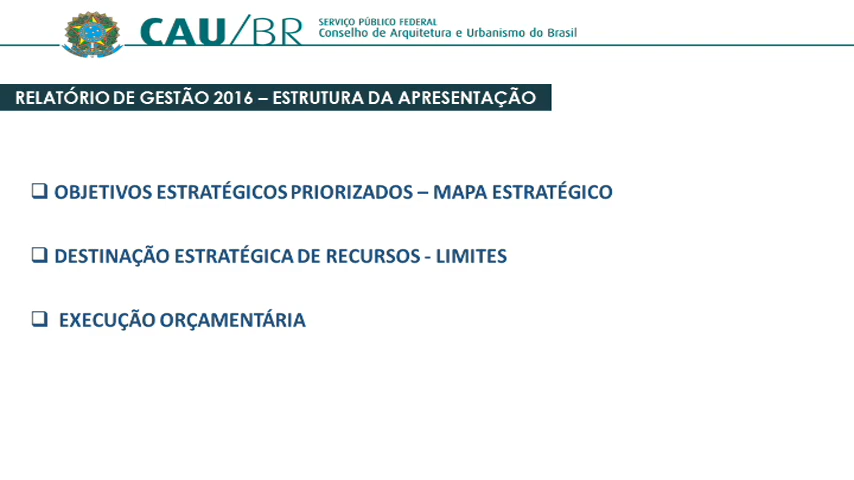 CAU/BR
SERVIÇO PÚBLICO FEDERAL
Conselho de Arquitetura e Urbanismo do Brasil
RELATÓRIO DE GESTÃO 2016 – ESTRUTURA DA APRESENTAÇÃO
OBJETIVOS ESTRATÉGICOS PRIORIZADOS – MAPA ESTRATÉGICO
DESTINAÇÃO ESTRATÉGICA DE RECURSOS - LIMITES
EXECUÇÃO ORÇAMENTÁRIA